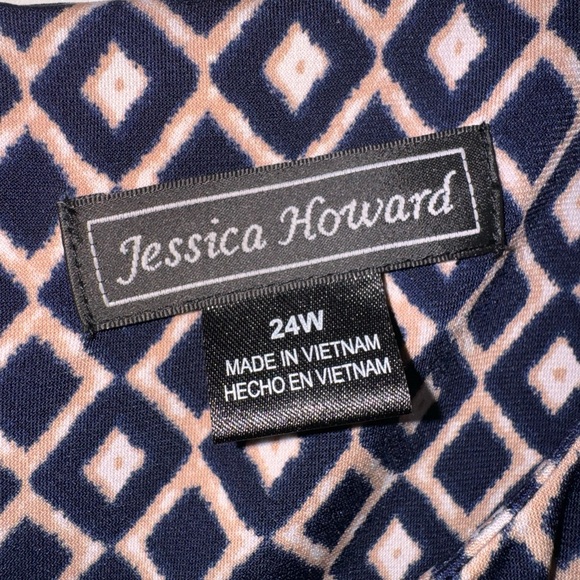 Jessica Howard
24W
MADE IN VIETNAM
HECHO EN VIETNAM